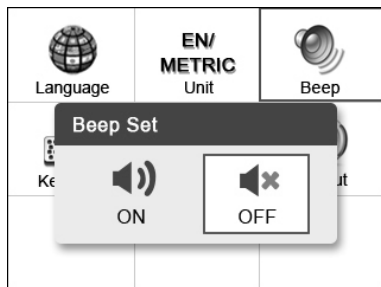 EN/
METRIC
Language
Unit
Beep
Beep Set
ON
OFF